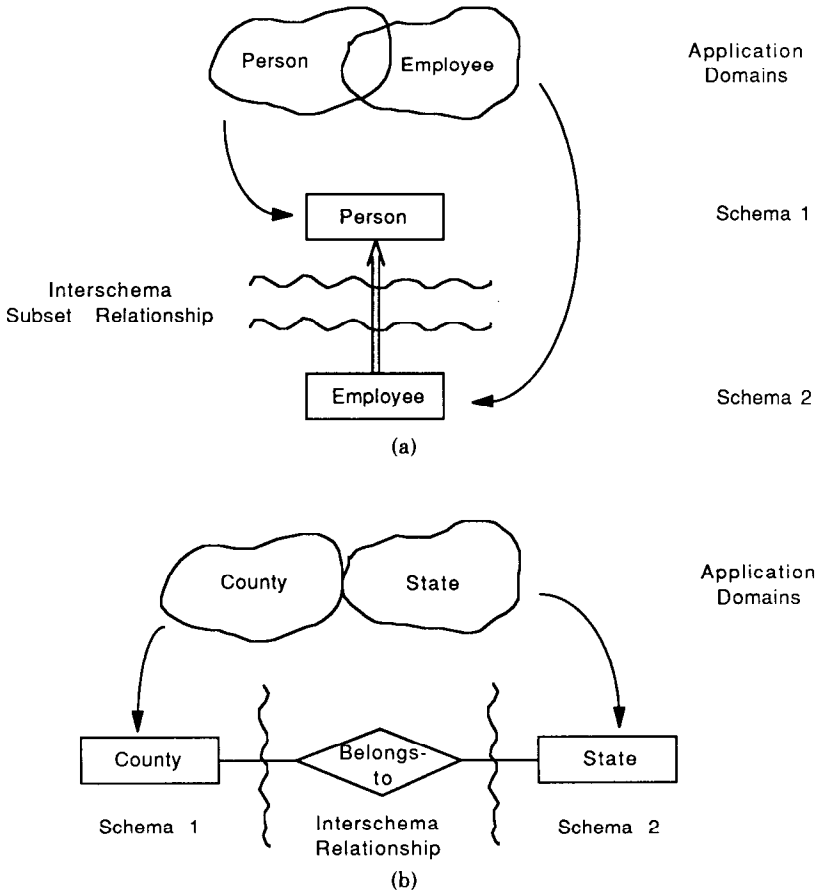 Person
Employee
Application
Domains
Person
Schema 1
Interschema
Subset Relationship
Employee
Schema 2
(a)
County
State
Application
Domains
County
Belongs-
to
State
Schema 1
Interschema
Relationship
Schema 2
(b)